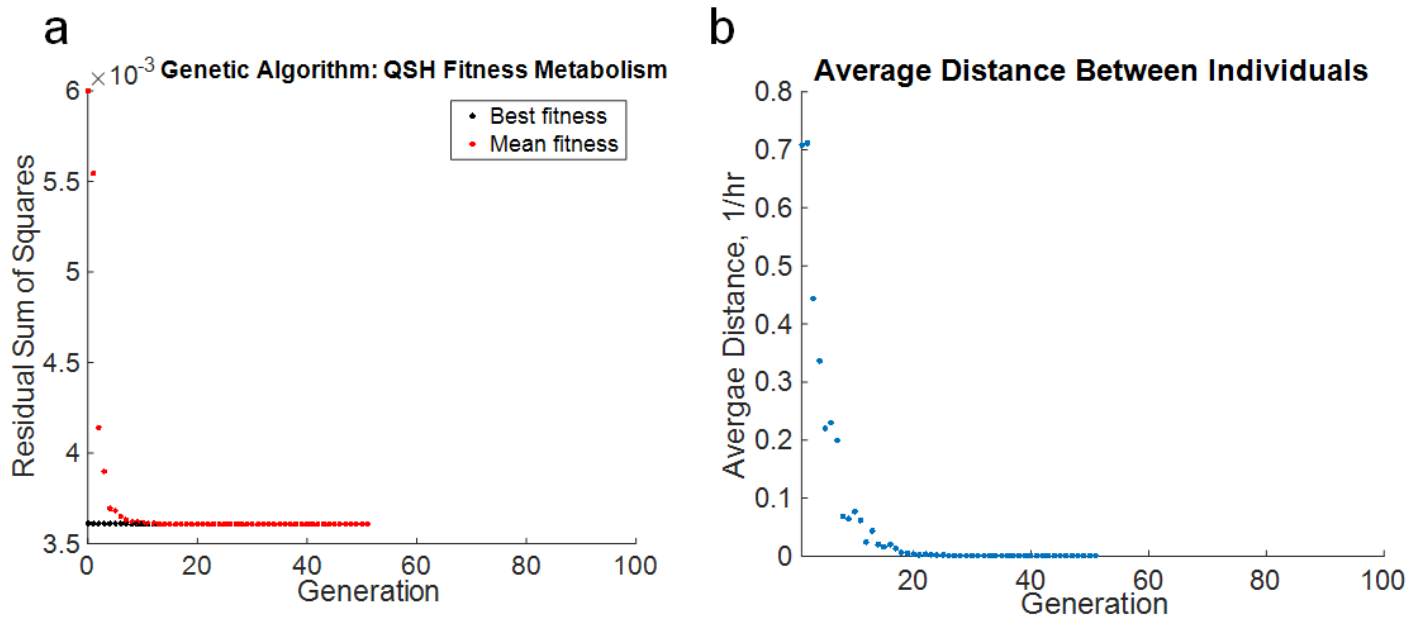 a
×10-3 Genetic Algorithm: QSH Fitness Metabolism
Best fitness
Mean fitness
Residual Sum of Squares
6
5.5
5
4.5
4
3.5
0
20
40
60
80
100
Generation
b
Average Distance Between Individuals
Avergae Distance, 1/hr
0.8
0.7
0.6
0.5
0.4
0.3
0.2
0.1
0
20
40
60
80
100
Generation